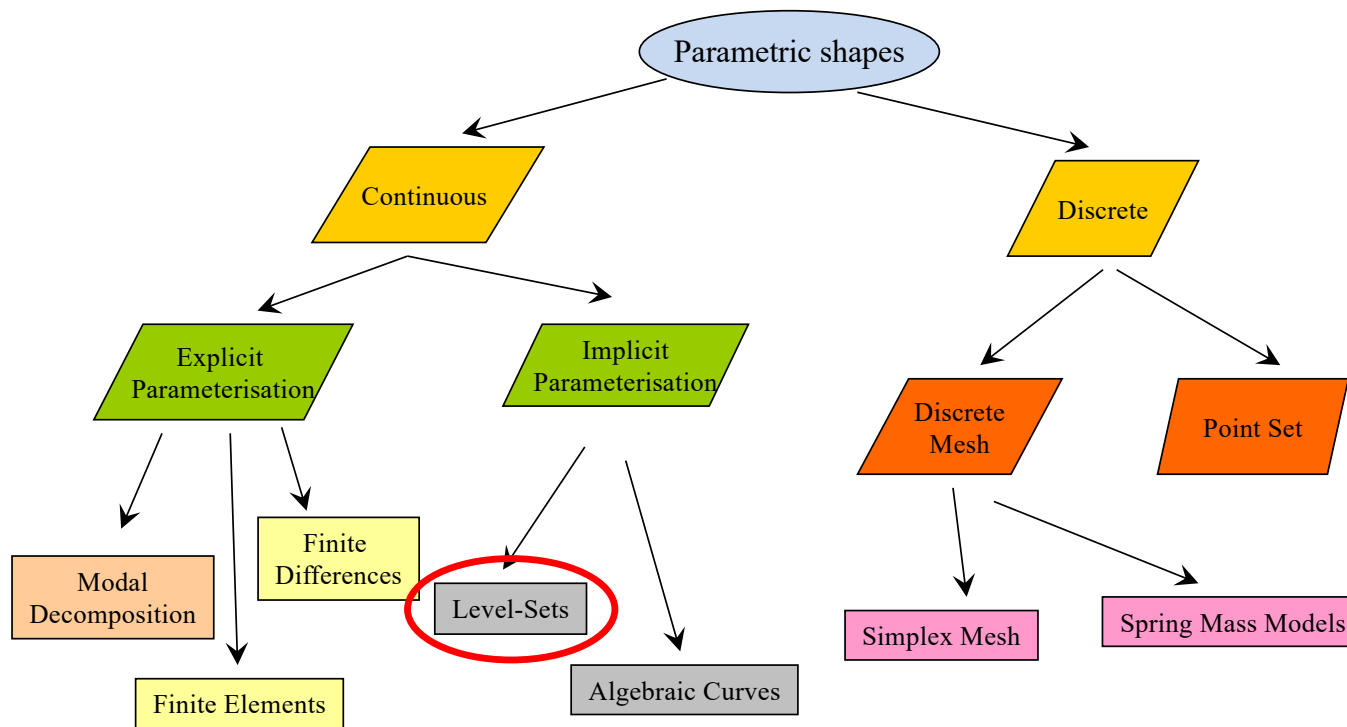 Parametric shapes
Continuous
Discrete
Explicit
Parameterisation
Implicit
Parameterisation
Discrete
Mesh
Point Set
Modal
Decomposition
Finite
Differences
Level-Sets
Simplex Mesh
Spring Mass Models
Finite Elements
Algebraic Curves